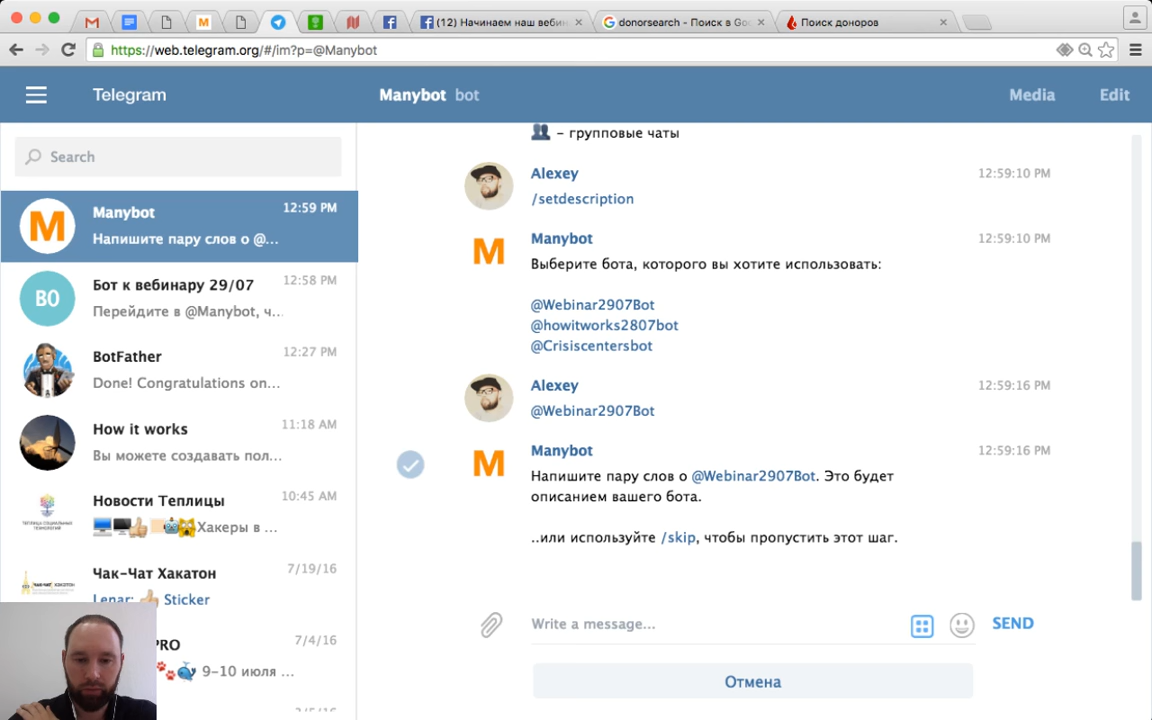 (12) Начинаем наш веби
donorsearch - Поиск в Goo
Поиск доноров
https://web.telegram.org/#/im?p=@Manybot
Telegram
Manybot bot
Media
Edit
Search
Manybot 12:59 PM
Напишите пару слов о @...
Бот к вебинару 29/07 12:58 PM
Перейдите в @Manybot, ч...
BotFather 12:27 PM
Done! Congratulations on...
How it works 11:18 AM
Вы можете создавать пол...
Новости Теплицы 10:45 AM
Хакеры в ...
Чак-Чат Хакатон 7/19/16
Lenar: Sticker
PRO 7/4/16
9–10 июля ...
– групповые чаты
Alexey 12:59:10 PM
/setdescription
Manybot 12:59:10 PM
Выберите бота, которого вы хотите использовать:
@Webinar2907Bot
@howitworks2807bot
@Crisiscentersbot
Alexey 12:59:16 PM
@Webinar2907Bot
Manybot 12:59:16 PM
Напишите пару слов о @Webinar2907Bot. Это будет
описанием вашего бота.
..или используйте /skip, чтобы пропустить этот шаг.
Write a message...
SEND
Отмена